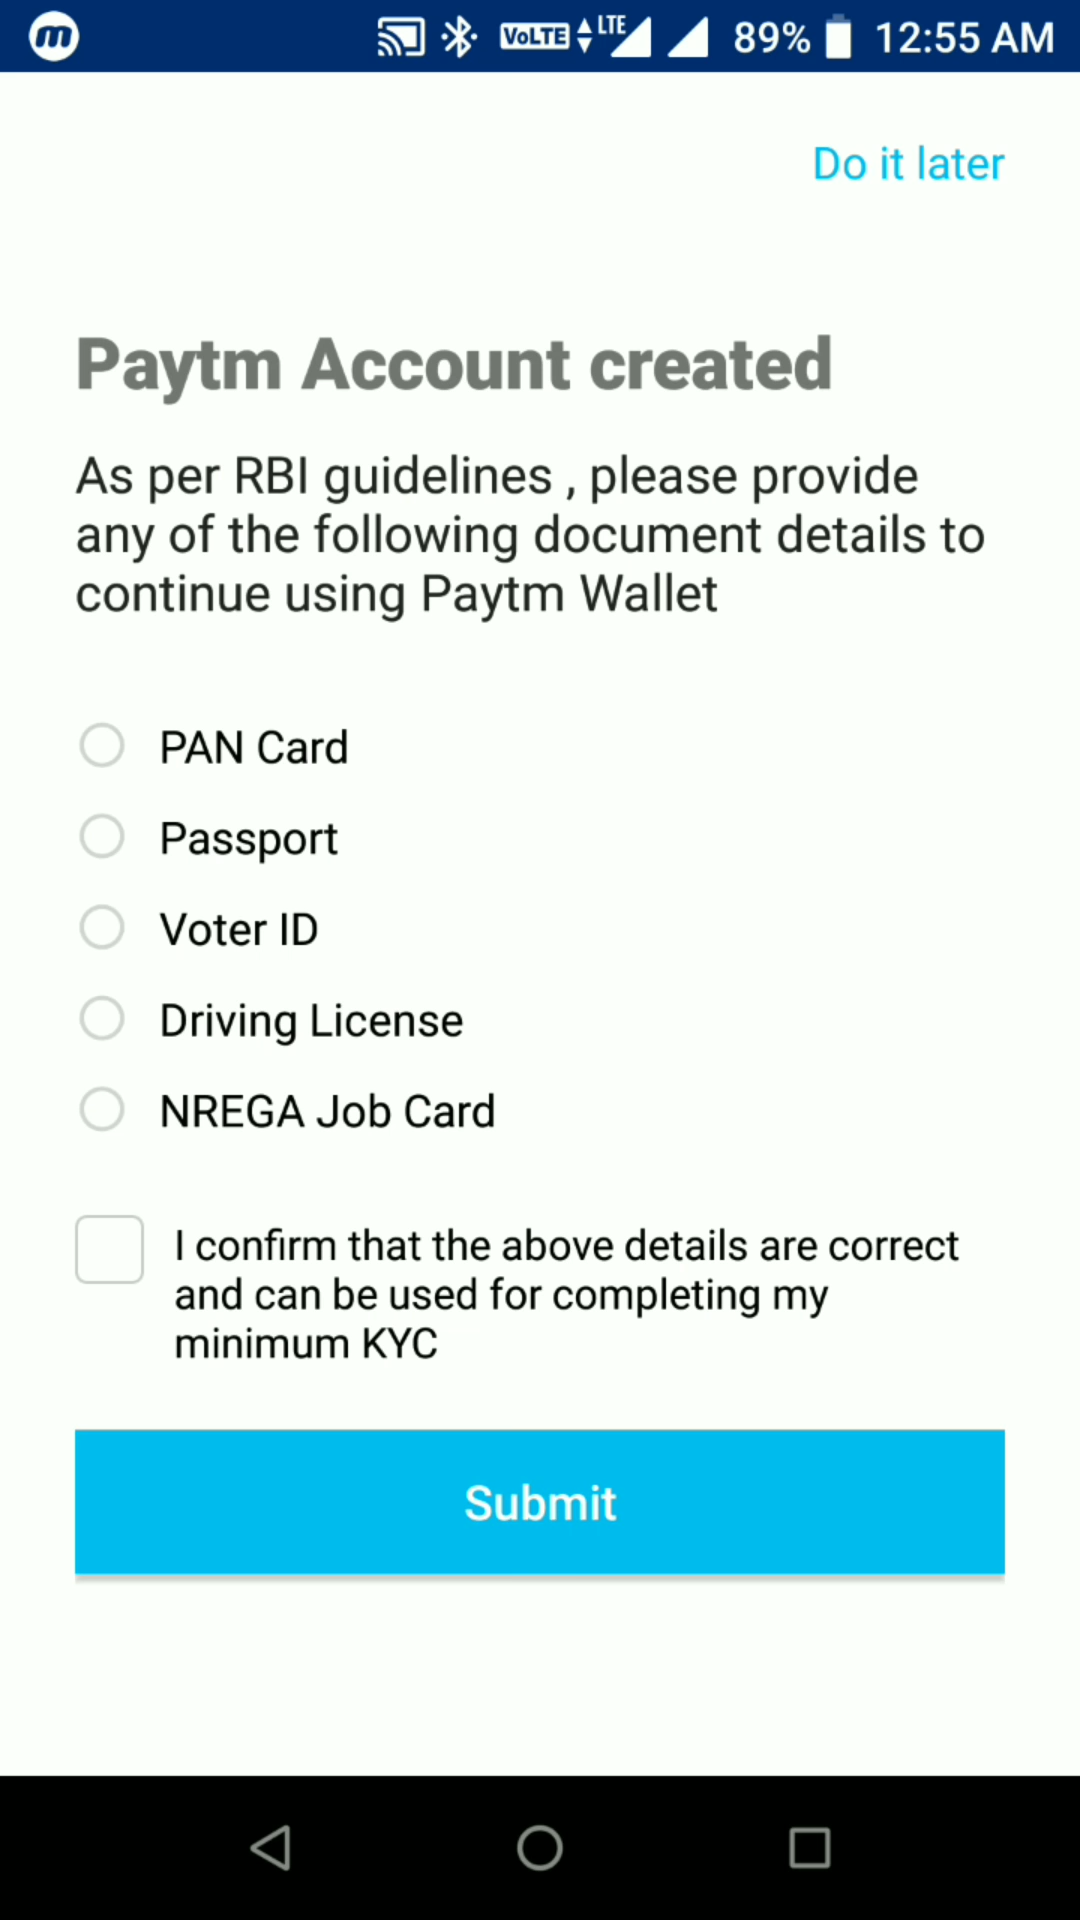 m VoLTE LTE 89% 12:55 AM
Do it later
Paytm Account created
As per RBI guidelines , please provide
any of the following document details to
continue using Paytm Wallet
PAN Card
Passport
Voter ID
Driving License
NREGA Job Card
I confirm that the above details are correct
and can be used for completing my
minimum KYC
Submit